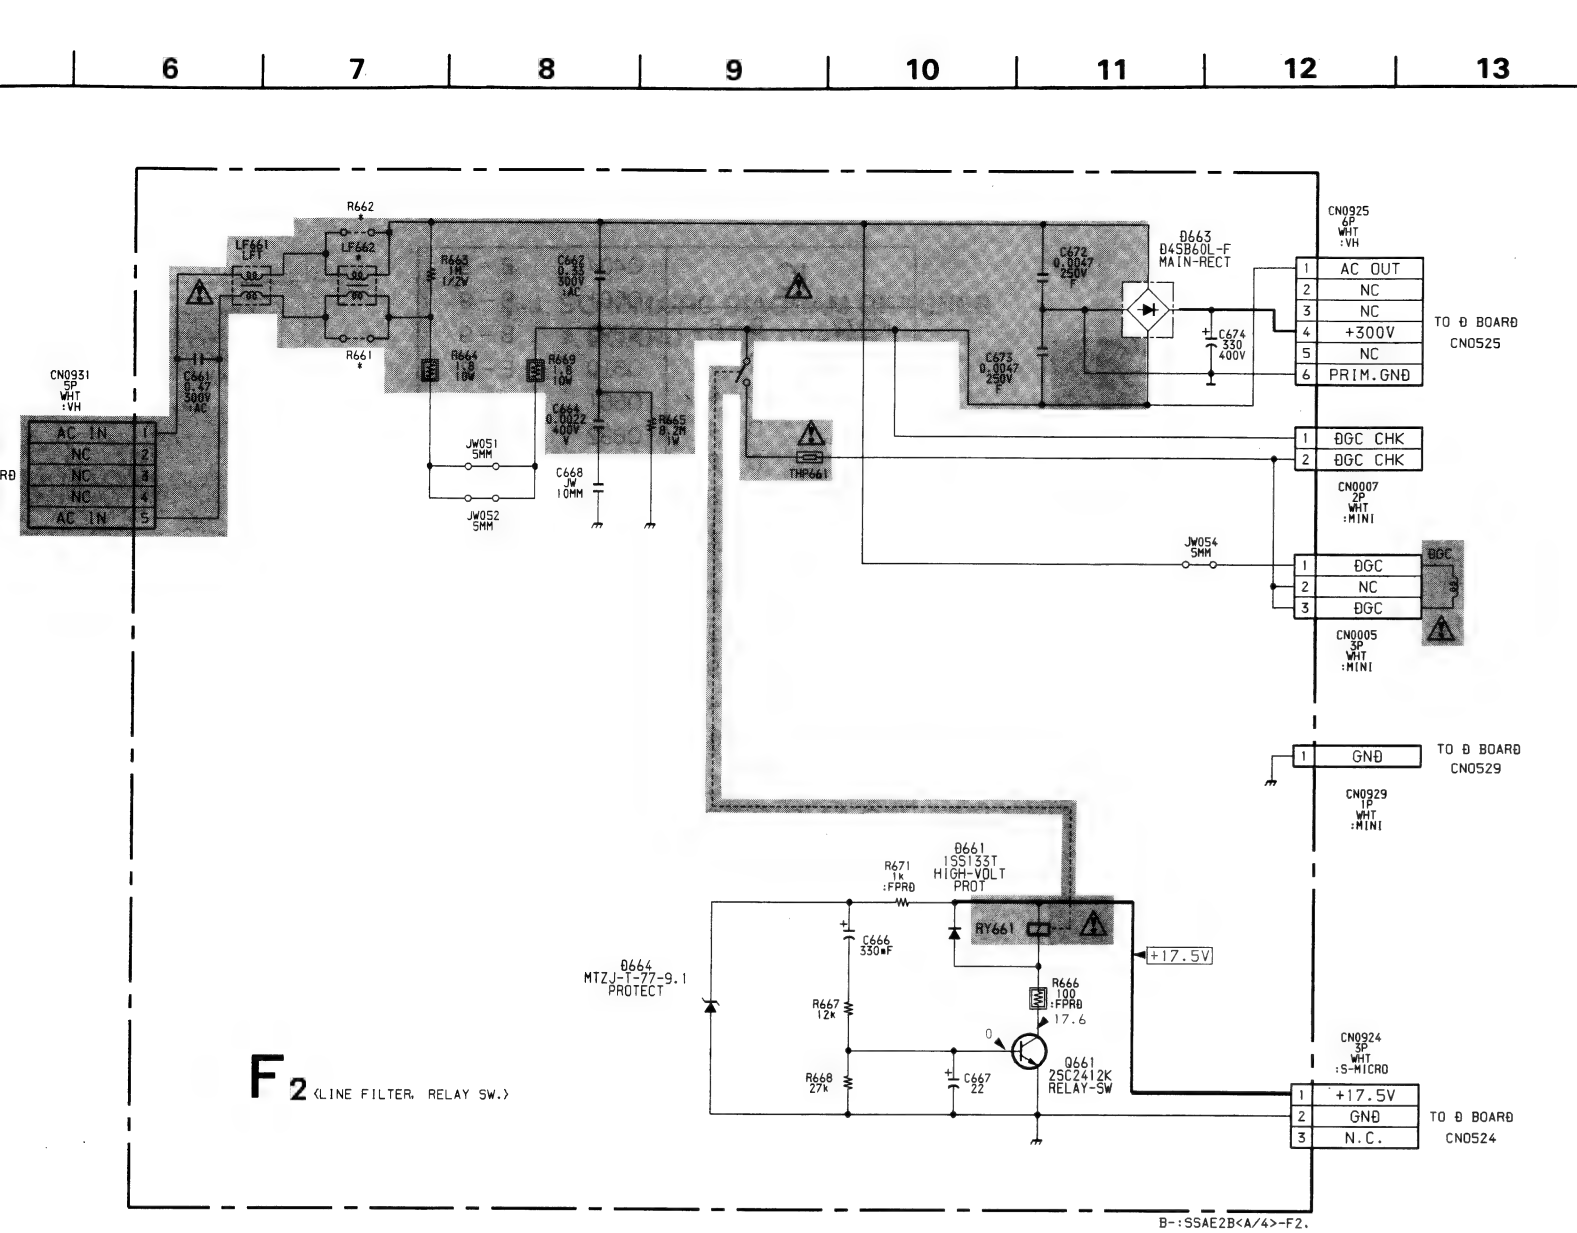 6 7 8 9 10 11 12 13
R662
*
LF661
LFT
LF662
*
R661
*
R663
1M
1/2W
C662
0.33
300V
:AC
C672
0.0047
250V
F
D663
D4SB60L-F
MAIN-RECT
CN0925
6P
WHT
:VH
1 AC OUT
2 NC
3 NC
4 +300V
5 NC
6 PRIM.GND
TO D BOARD
CN0525
+
C674
330
400V
CN0931
5P
WHT
:VH
C661
0.47
300V
:AC
R664
1.8
10W
R669
1.8
10W
C673
0.0047
250V
F
AC IN 1
NC 2
NC 3
NC 4
AC IN 5
RD
C664
0.0022
400V
V
R665
8.2M
1W
JW051
5MM
JW052
5MM
C668
JW
10MM
THP661
1 DGC CHK
2 DGC CHK
CN0007
2P
WHT
:MINI
JW054
5MM
1 DGC
2 NC
3 DGC
DGC
CN0005
3P
WHT
:MINI
1 GND
TO D BOARD
CN0529
CN0929
1P
WHT
:MINI
D661
1SS133T
HIGH-VOLT
PROT
R671
1k
:FPRD
RY661
+
C666
330mF
+17.5V
D664
MTZJ-T-77-9.1
PROTECT
R666
100
:FPRD
R667
12k
17.6
0
Q661
2SC2412K
RELAY-SW
R668
27k
+
C667
22
CN0924
3P
WHT
:S-MICRO
1 +17.5V
2 GND
3 N.C.
TO D BOARD
CN0524
F2 <LINE FILTER, RELAY SW.>
B-:SSAE2B<A/4>-F2.